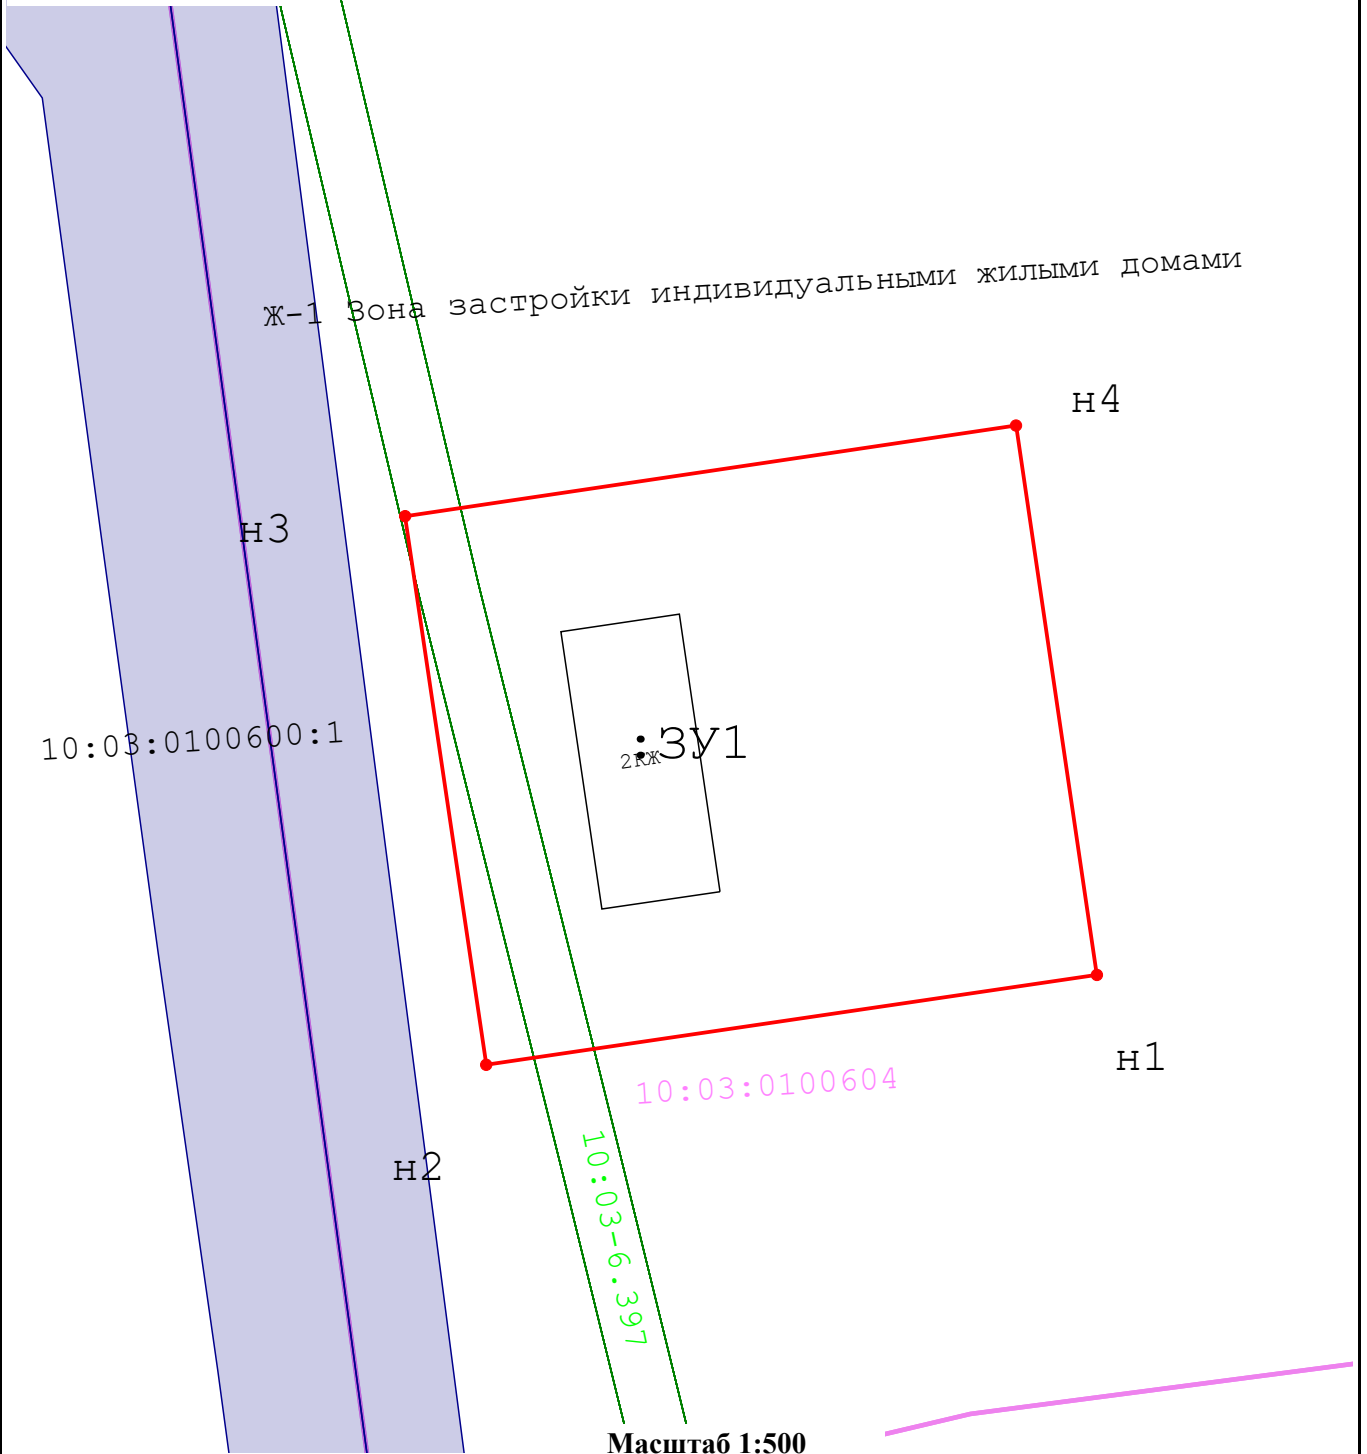 Ж-1 Зона застройки индивидуальными жилыми домами
н4
н3
10:03:0100600:1
:ЗУ1
2КЖ
н1
10:03:0100604
н2
10:03-6.397
Масштаб 1:500